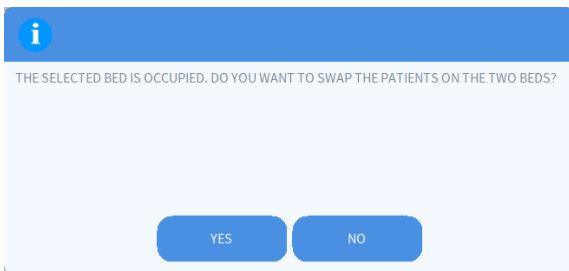 THE SELECTED BED IS OCCUPIED. DO YOU WANT TO SWAP THE PATIENTS ON THE TWO BEDS?
YES
NO